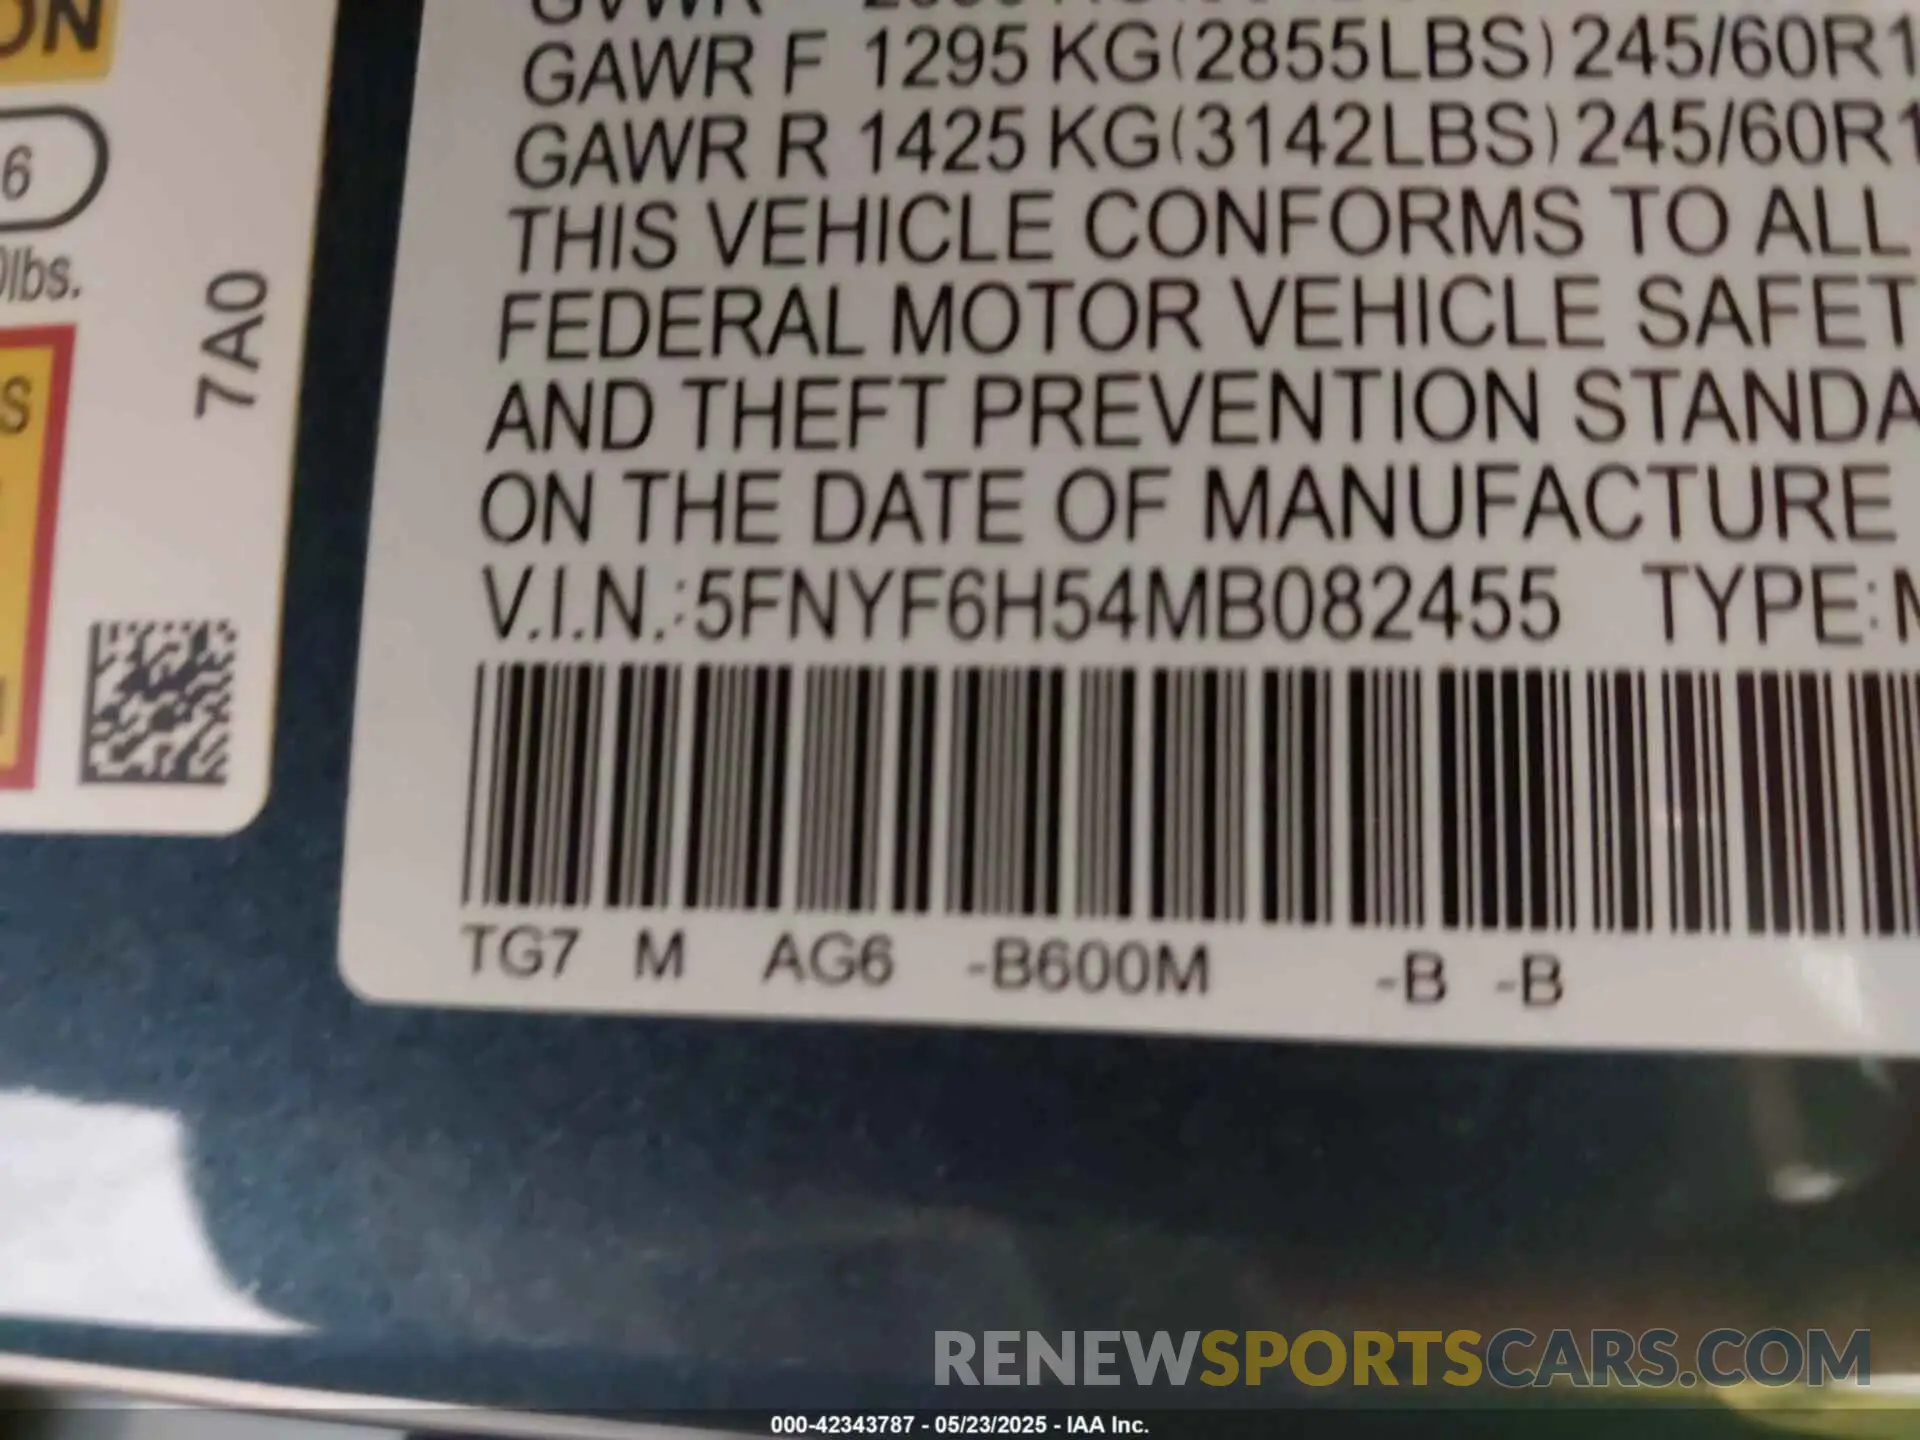 ON
6
lbs.
S
7A0
GVWR
GAWR F 1295 KG(2855LBS) 245/60R1
GAWR R 1425 KG(3142LBS) 245/60R1
THIS VEHICLE CONFORMS TO ALL
FEDERAL MOTOR VEHICLE SAFET
AND THEFT PREVENTION STANDA
ON THE DATE OF MANUFACTURE
V.I.N.:5FNYF6H54MB082455 TYPE:M
TG7 M AG6 -B600M -B -B
RENEWSPORTSCARS.COM
000-42343787 - 05/23/2025 - IAA Inc.